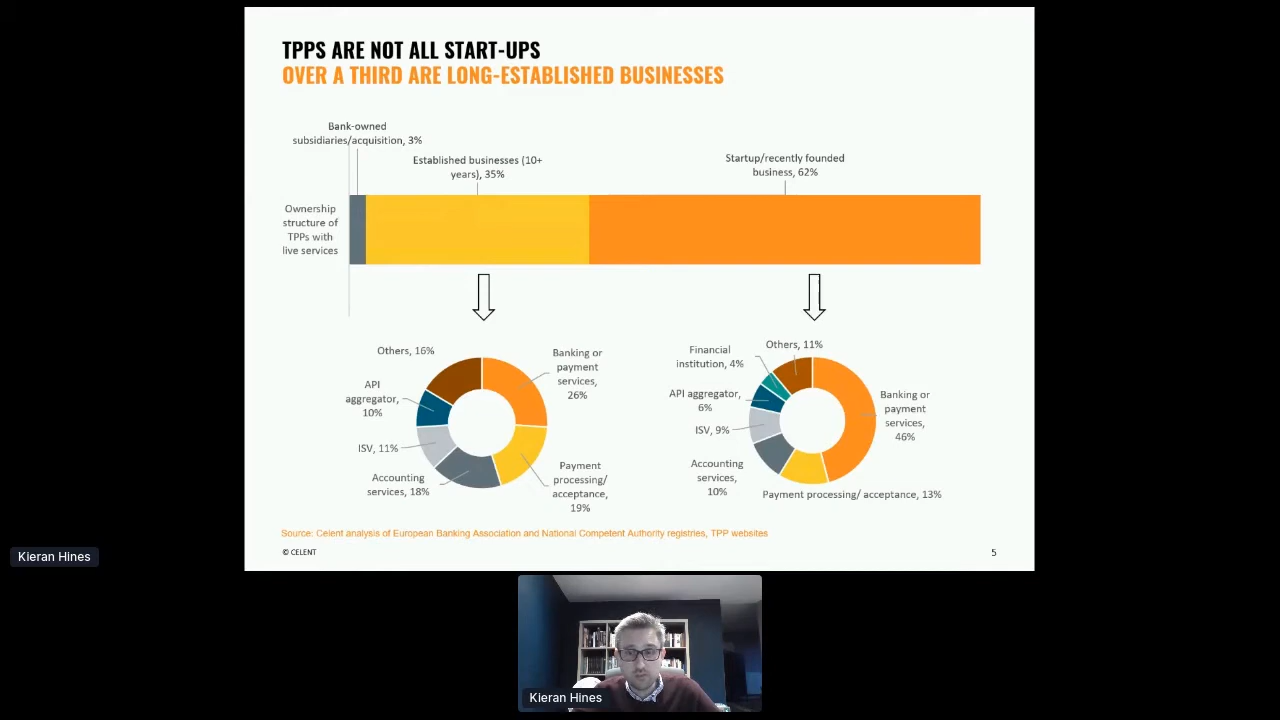 TPPS ARE NOT ALL START-UPS
OVER A THIRD ARE LONG-ESTABLISHED BUSINESSES
Bank-owned
subsidiaries/acquisition, 3%
Established businesses (10+
years), 35%
Startup/recently founded
business, 62%
Ownership
structure of
TPPs with
live services
Others, 16%
Banking or
payment
services,
26%
API
aggregator,
10%
ISV, 11%
Accounting
services, 18%
Payment
processing/
acceptance,
19%
Financial
institution, 4%
Others, 11%
API aggregator,
6%
Banking or
payment
services,
46%
ISV, 9%
Accounting
services,
10%
Payment processing/ acceptance, 13%
Source: Celent analysis of European Banking Association and National Competent Authority registries, TPP websites
© CELENT
5
Kieran Hines
Kieran Hines